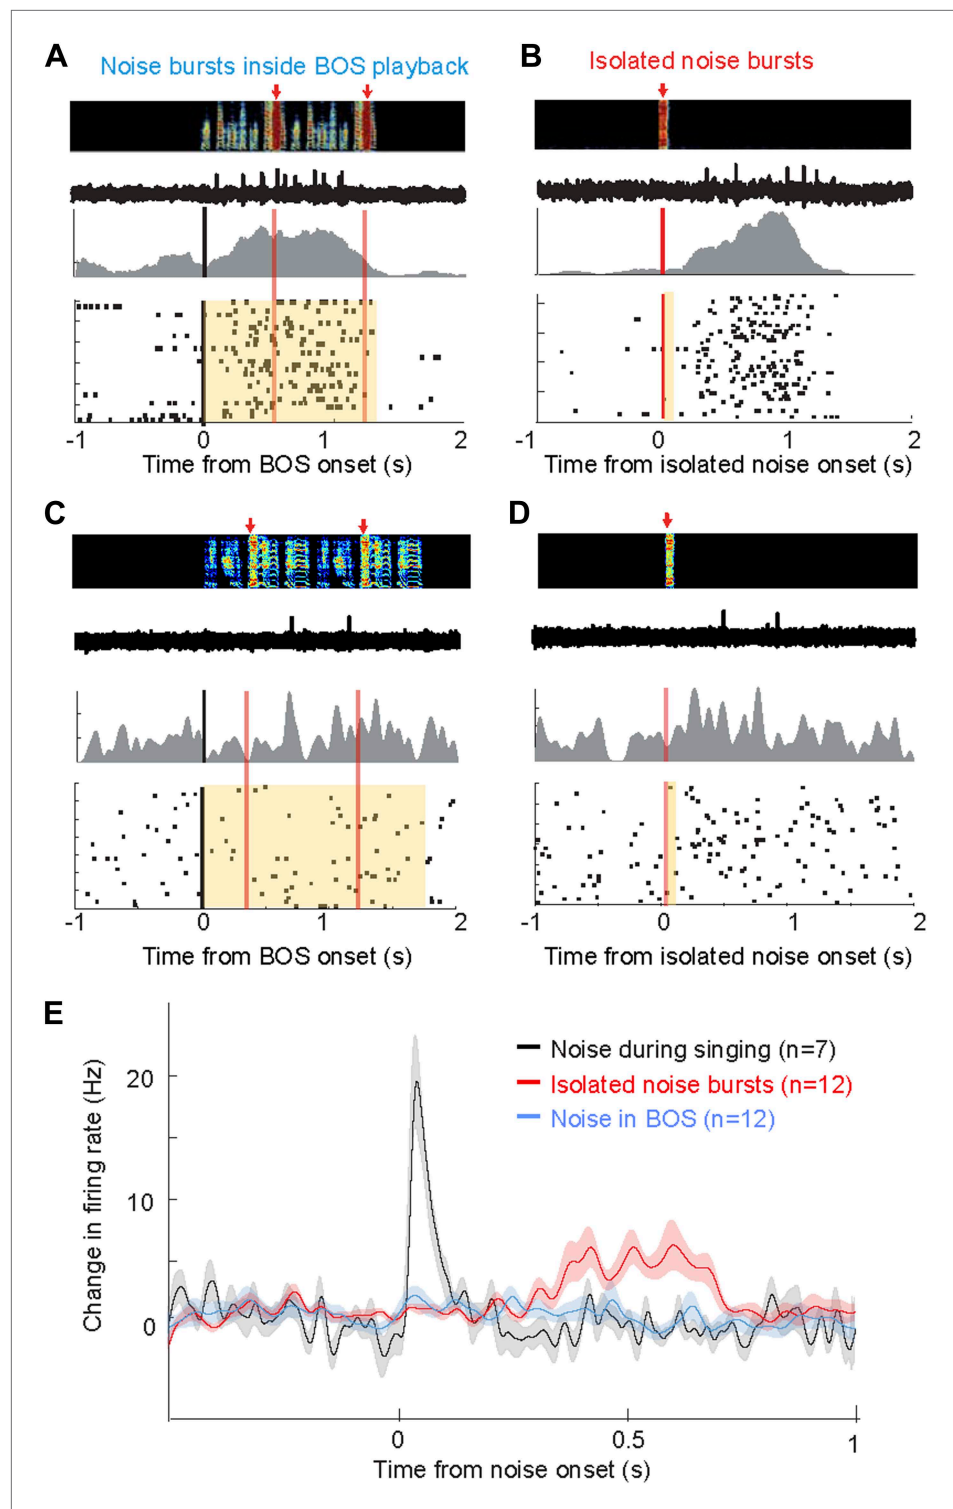 A
B
Noise bursts inside BOS playback
Isolated noise bursts
-1 0 1 2
Time from BOS onset (s)
-1 0 1 2
Time from isolated noise onset (s)
C
D
-1 0 1 2
Time from BOS onset (s)
-1 0 1 2
Time from isolated noise onset (s)
E
Change in firing rate (Hz)
20
10
0
Noise during singing (n=7)
Isolated noise bursts (n=12)
Noise in BOS (n=12)
0 0.5 1
Time from noise onset (s)